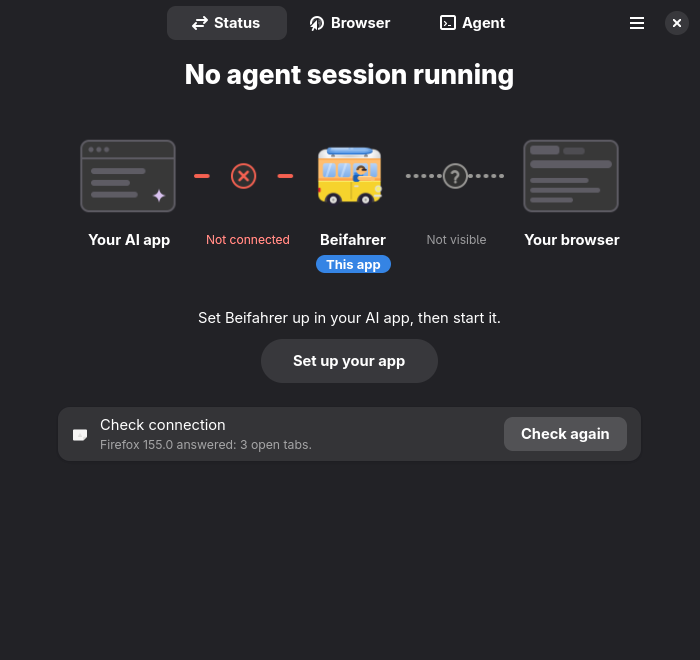 Status
Browser
Agent
No agent session running
Your AI app
Not connected
Beifahrer
This app
Not visible
Your browser
Set Beifahrer up in your AI app, then start it.
Set up your app
Check connection
Firefox 155.0 answered: 3 open tabs.
Check again